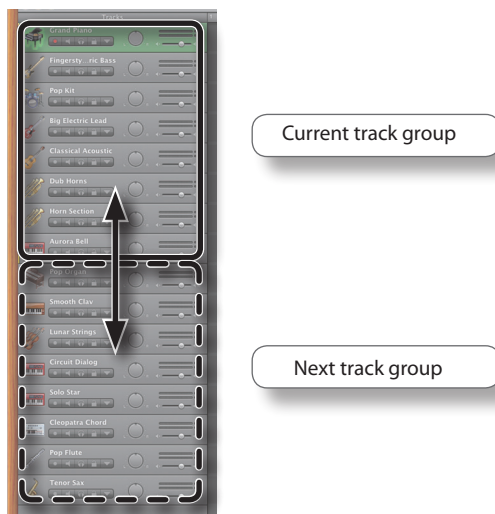 Tracks
Grand Piano
Fingersty...ric Bass
Pop Kit
Big Electric Lead
Current track group
Classical Acoustic
Dub Horns
Horn Section
Aurora Bell
Pop Organ
Smooth Clav
Lunar Strings
Circuit Dialog
Next track group
Solo Star
Cleopatra Chord
Pop Flute
Tenor Sax